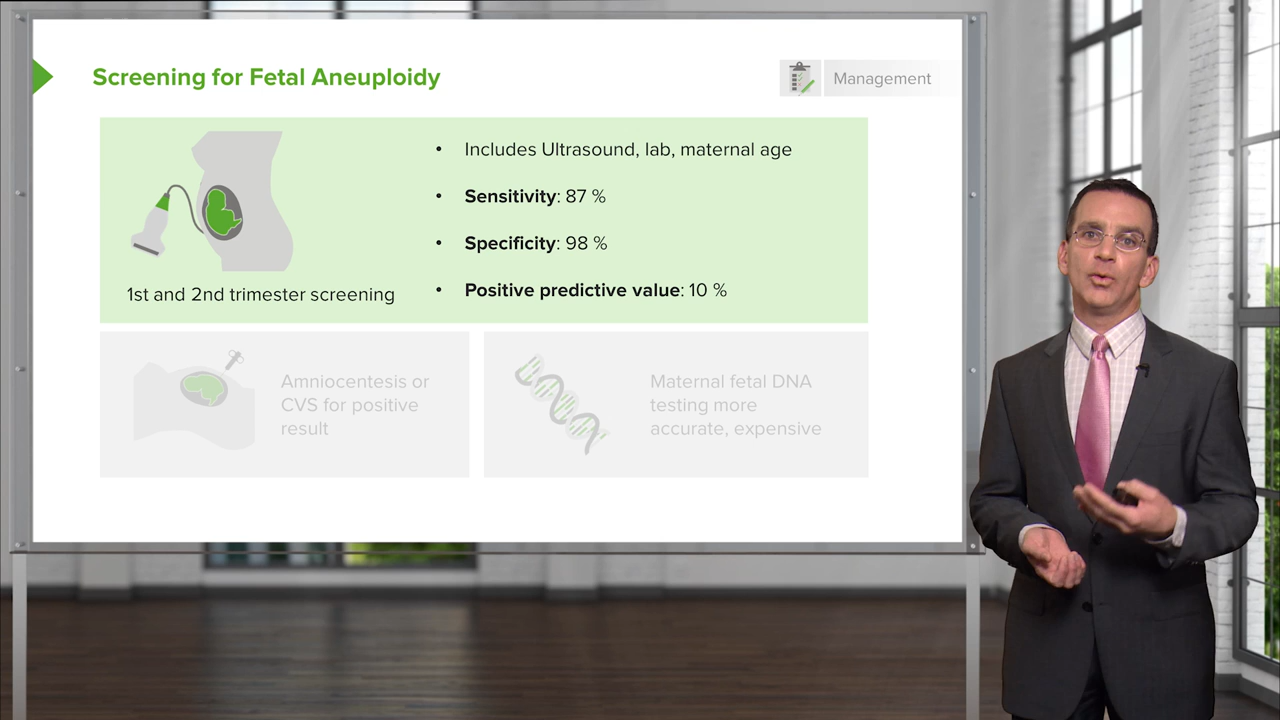 Screening for Fetal Aneuploidy
Management
• Includes Ultrasound, lab, maternal age
• Sensitivity: 87 %
• Specificity: 98 %
• Positive predictive value: 10 %
1st and 2nd trimester screening
Amniocentesis or
CVS for positive
result
Maternal fetal DNA
testing more
accurate, expensive